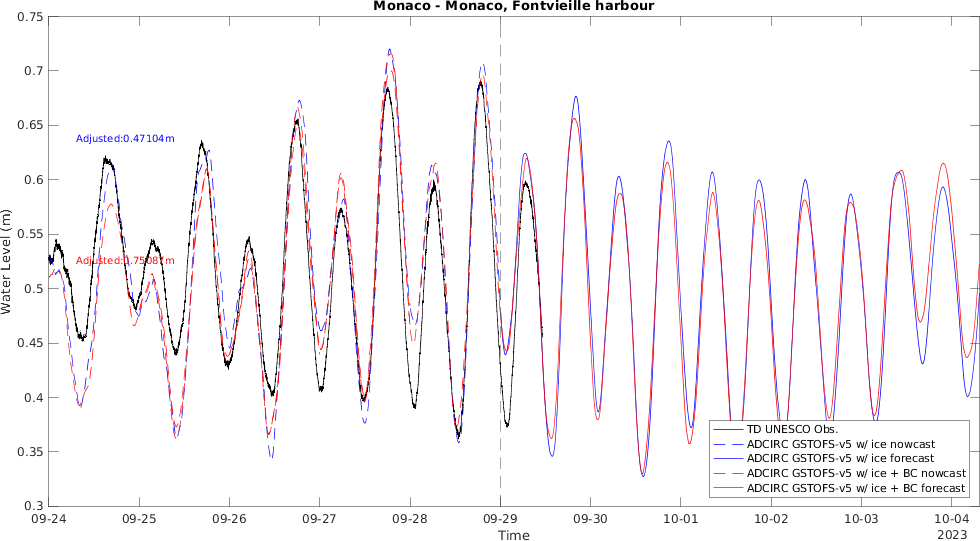 Monaco - Monaco, Fontvieille harbour
0.75
0.7
0.65
0.6
0.55
0.5
0.45
0.4
0.35
0.3
Water Level (m)
Adjusted:0.47104m
Adjusted:0.75087m
TD UNESCO Obs.
ADCIRC GSTOFS-v5 w/ ice nowcast
ADCIRC GSTOFS-v5 w/ ice forecast
ADCIRC GSTOFS-v5 w/ ice + BC nowcast
ADCIRC GSTOFS-v5 w/ ice + BC forecast
09-24 09-25 09-26 09-27 09-28 09-29 09-30 10-01 10-02 10-03 10-04
Time
2023